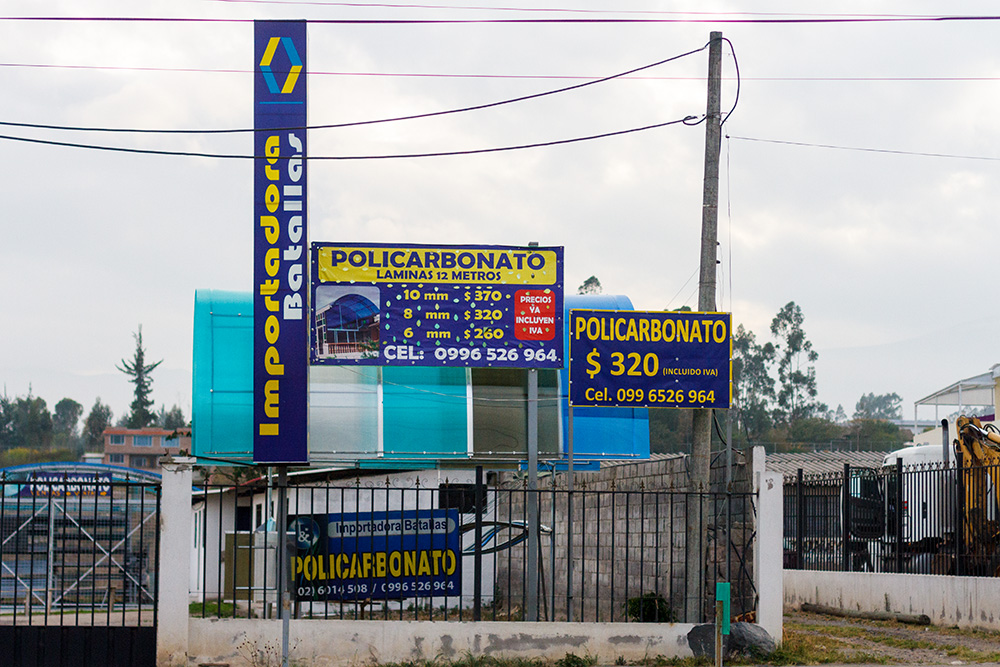 Importadora
Batallas
POLICARBONATO
LAMINAS 12 METROS
10 mm $ 370
8 mm $ 320
6 mm $ 260
PRECIOS
YA
INCLUYEN
IVA
CEL: 0996 526 964
POLICARBONATO
$ 320 (INCLUIDO IVA)
Cel. 099 6526 964
&
Importadora Batallas
POLICARBONATO
02) 6014 508 / 0996 526 964